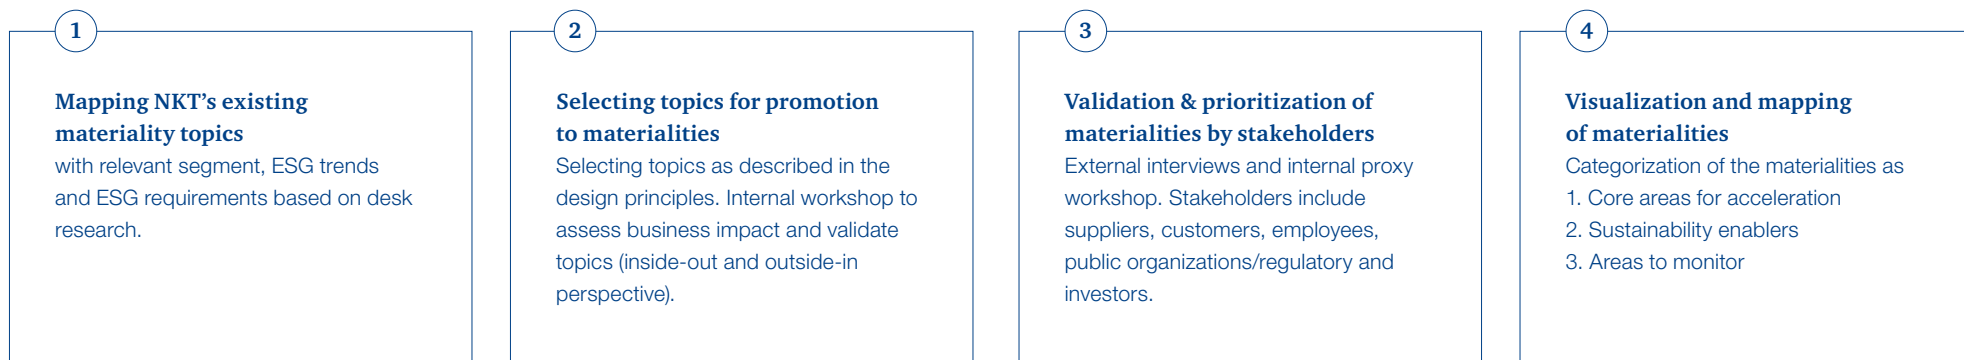 1
Mapping NKT’s existing
materiality topics
with relevant segment, ESG trends
and ESG requirements based on desk
research.
2
Selecting topics for promotion
to materialities
Selecting topics as described in the
design principles. Internal workshop to
assess business impact and validate
topics (inside-out and outside-in
perspective).
3
Validation & prioritization of
materialities by stakeholders
External interviews and internal proxy
workshop. Stakeholders include
suppliers, customers, employees,
public organizations/regulatory and
investors.
4
Visualization and mapping
of materialities
Categorization of the materialities as
1. Core areas for acceleration
2. Sustainability enablers
3. Areas to monitor